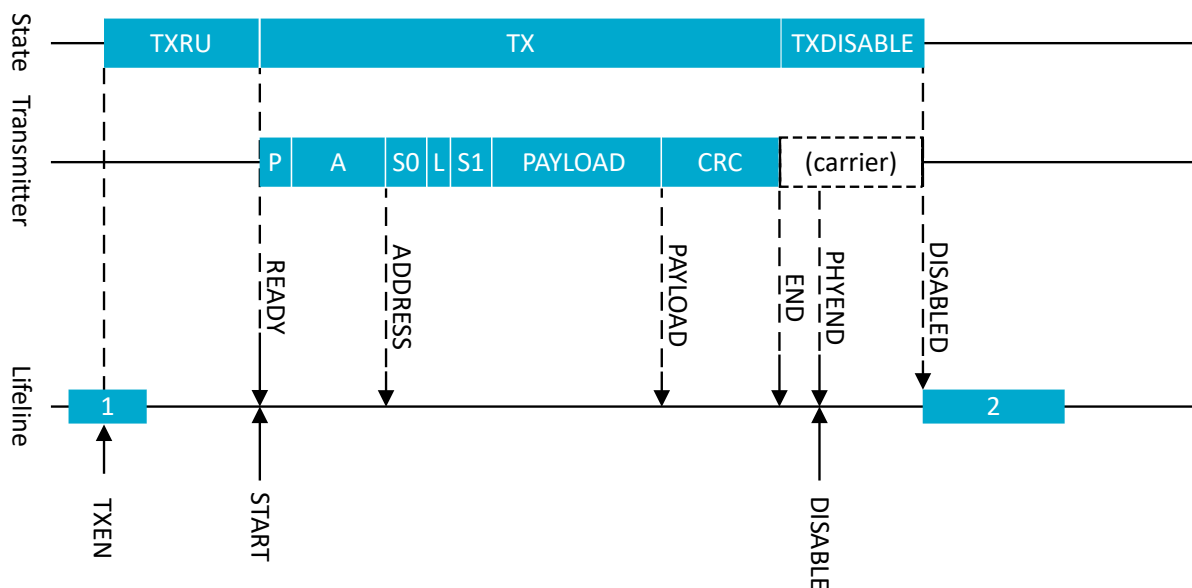 State
TXRU
TX
TXDISABLE
Transmitter
P
A
S0
L
S1
PAYLOAD
CRC
(carrier)
READY
ADDRESS
PAYLOAD
END
PHYEND
DISABLED
Lifeline
1
2
TXEN
START
DISABLE